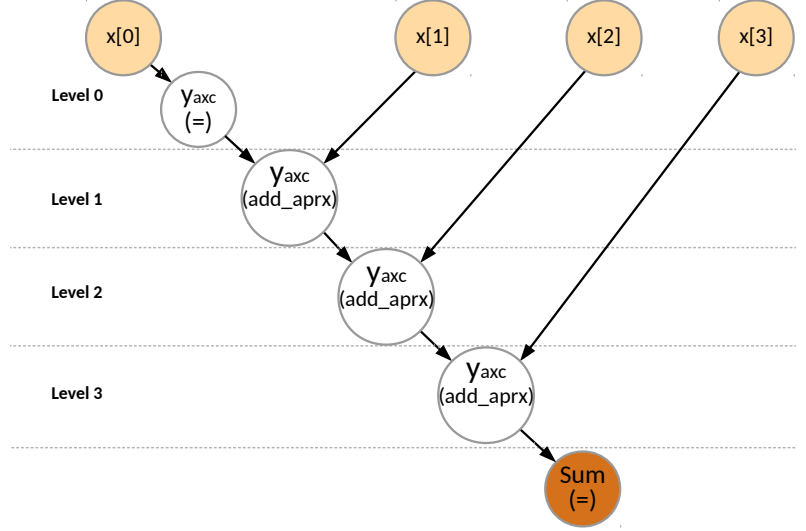 x[0]
x[1]
x[2]
x[3]
Level 0
yaxc
(=)
Level 1
yaxc
(add_aprx)
Level 2
yaxc
(add_aprx)
Level 3
yaxc
(add_aprx)
Sum
(=)